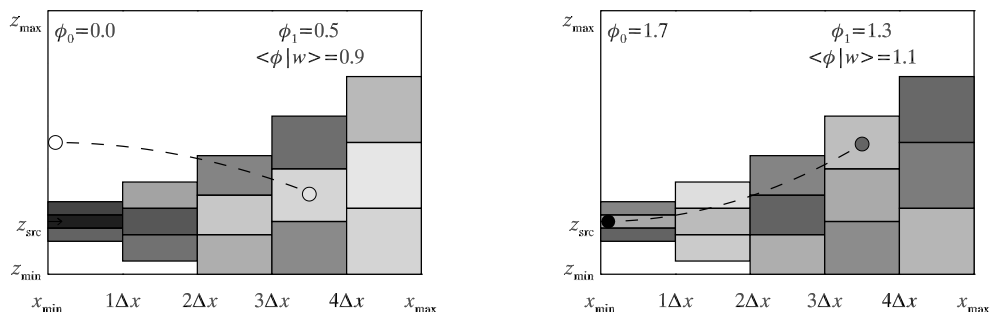 z_max
ϕ_0=0.0
ϕ_1=0.5
<ϕ|w>=0.9
z_src
z_min
x_min
1Δx
2Δx
3Δx
4Δx
x_max
z_max
ϕ_0=1.7
ϕ_1=1.3
<ϕ|w>=1.1
z_src
z_min
x_min
1Δx
2Δx
3Δx
4Δx
x_max